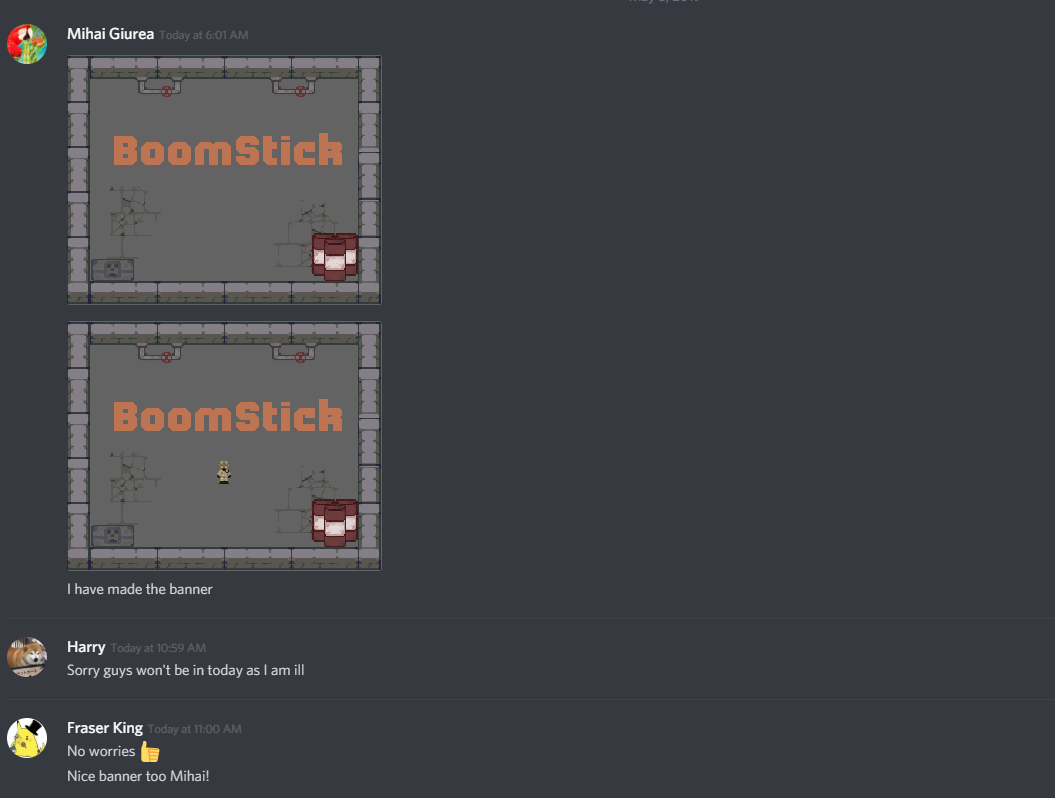 Mihai Giurea Today at 6:01 AM
BoomStick
BoomStick
I have made the banner
Harry Today at 10:59 AM
Sorry guys won't be in today as I am ill
Fraser King Today at 11:00 AM
No worries
Nice banner too Mihai!